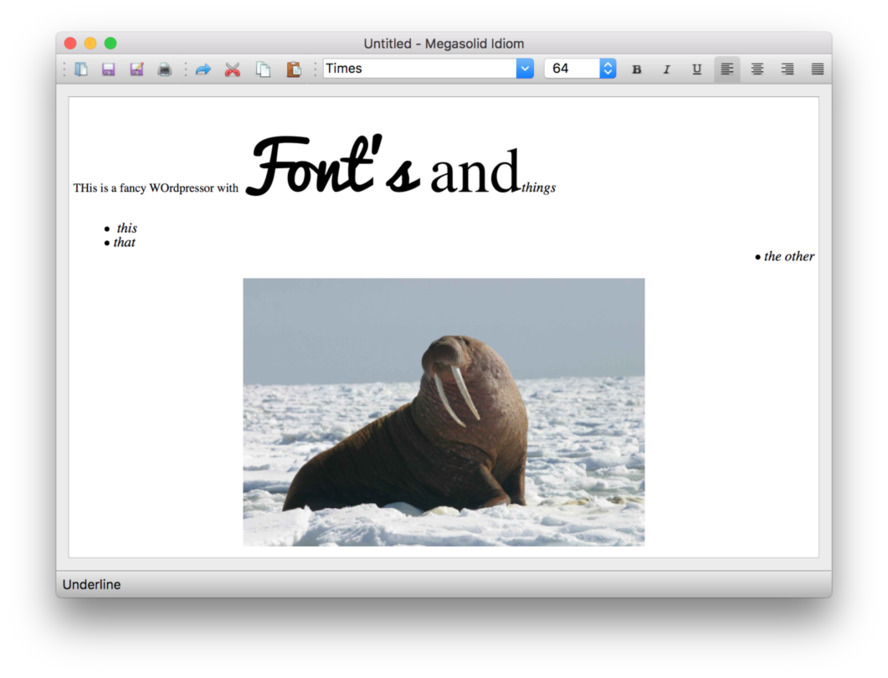 Untitled - Megasolid Idiom
Times 64 B I U
THis is a fancy WOrdpressor with Font's and things
• this
• that
• the other
Underline